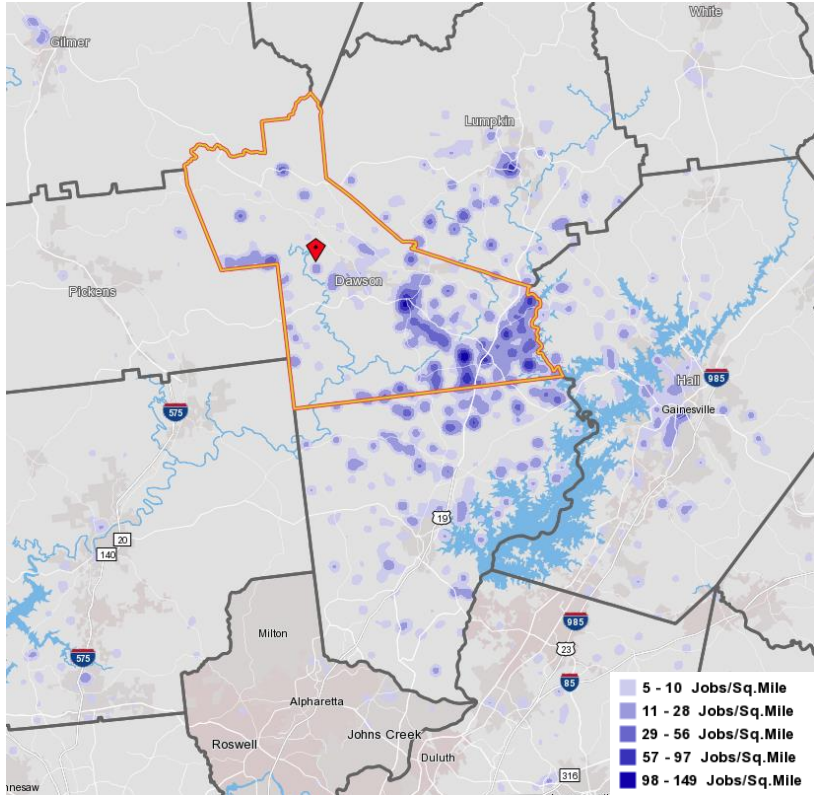 White
Gilmer
Lumpkin
Dawson
Pickens
Hall
985
Gainesville
575
19
20
140
Milton
985
23
575
85
Alpharetta
Johns Creek
Roswell
Duluth
316
nnesaw
5 - 10 Jobs/Sq.Mile
11 - 28 Jobs/Sq.Mile
29 - 56 Jobs/Sq.Mile
57 - 97 Jobs/Sq.Mile
98 - 149 Jobs/Sq.Mile